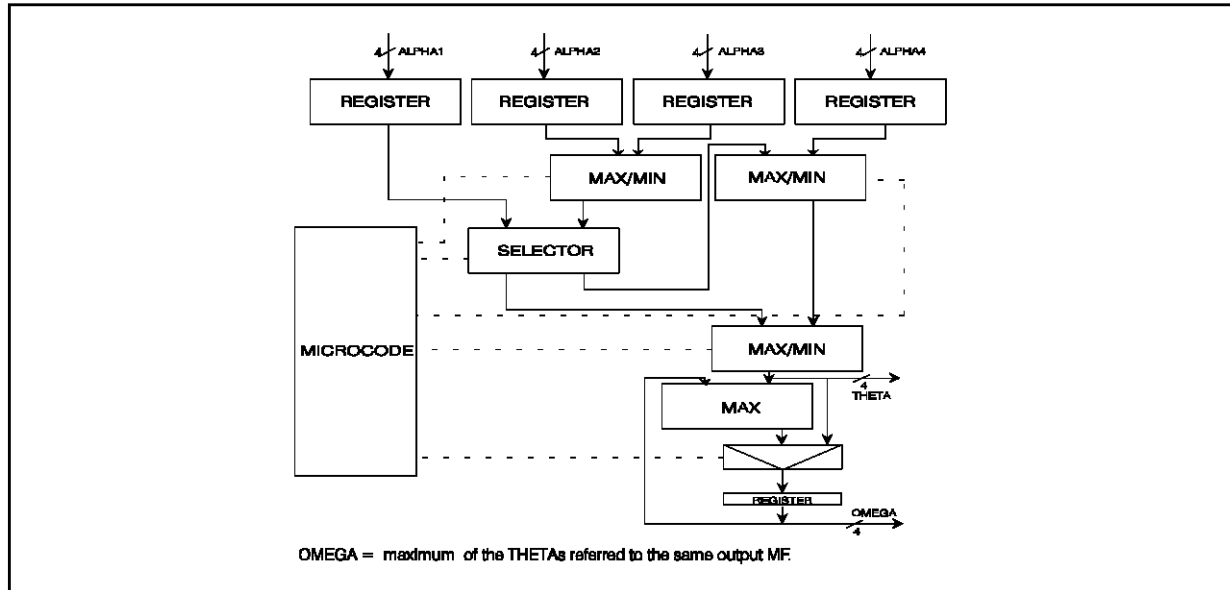 4 ALPHA1 4 ALPHA2 4 ALPHA3 4 ALPHA4
REGISTER REGISTER REGISTER REGISTER
MAX/MIN MAX/MIN
SELECTOR
MICROCODE MAX/MIN
4
THETA
MAX
REGISTER
OMEGA
4
OMEGA = maximum of the THETAs referred to the same output MF.